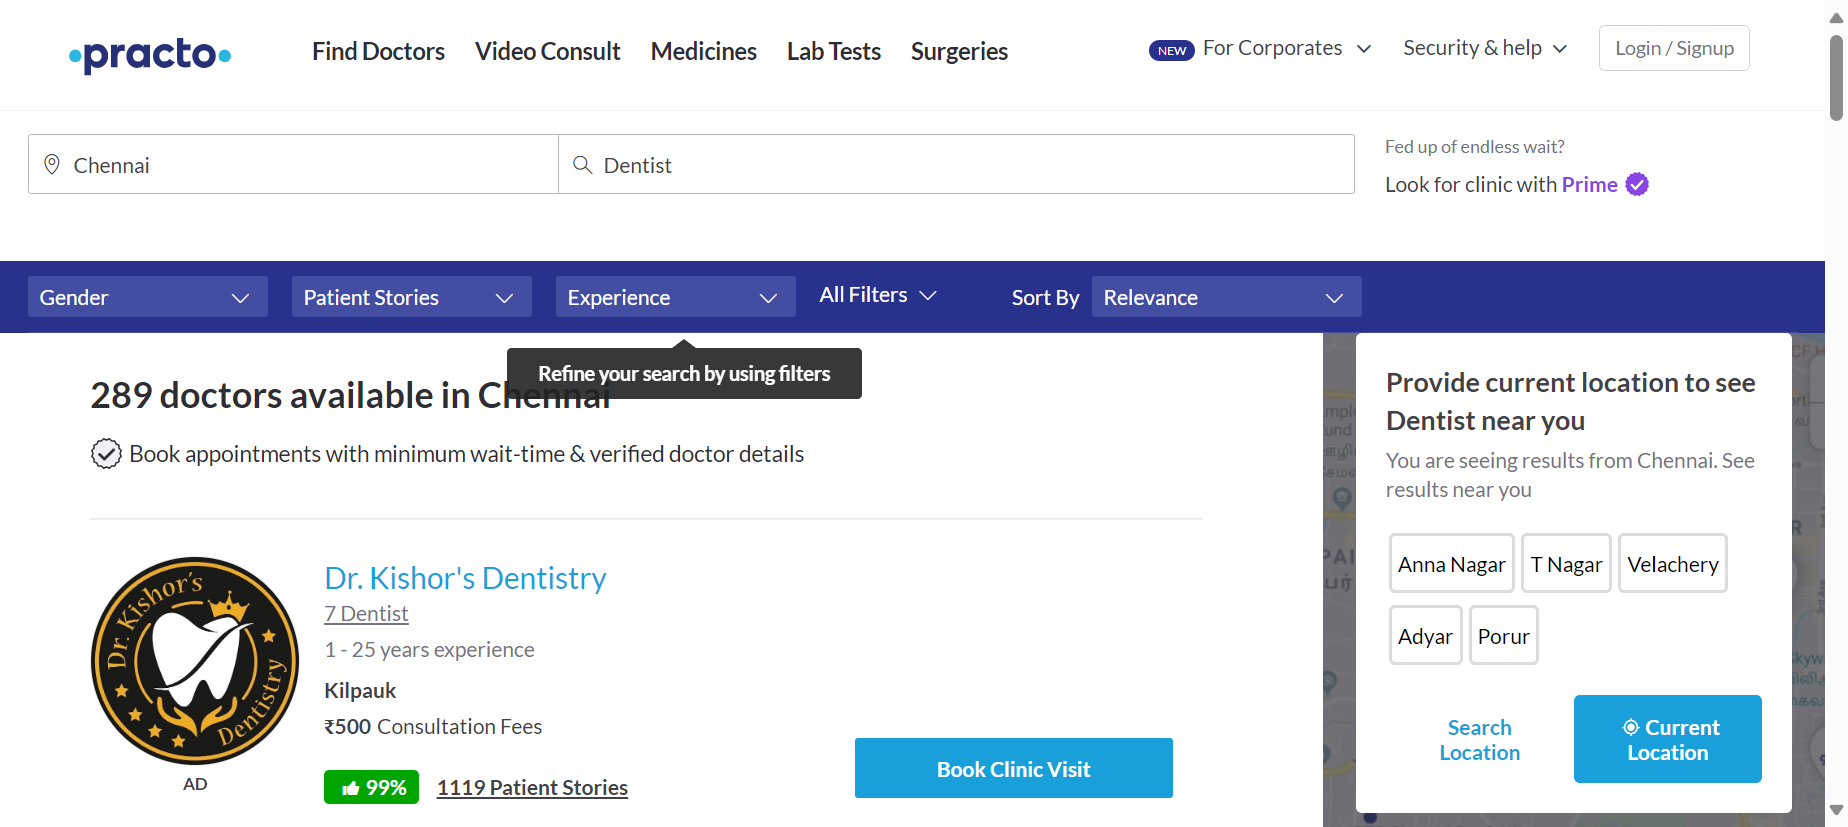 practo
Find Doctors
Video Consult
Medicines
Lab Tests
Surgeries
NEW For Corporates
Security & help
Login / Signup
Chennai
Dentist
Fed up of endless wait?
Look for clinic with Prime
Gender
Patient Stories
Experience
All Filters
Sort By
Relevance
Refine your search by using filters
289 doctors available in Chennai
Book appointments with minimum wait-time & verified doctor details
Dr. Kishor's
Dentistry
AD
Dr. Kishor's Dentistry
7 Dentist
1 - 25 years experience
Kilpauk
₹500 Consultation Fees
99%
1119 Patient Stories
Book Clinic Visit
Provide current location to see
Dentist near you
You are seeing results from Chennai. See
results near you
Anna Nagar
T Nagar
Velachery
Adyar
Porur
Search
Location
Current
Location